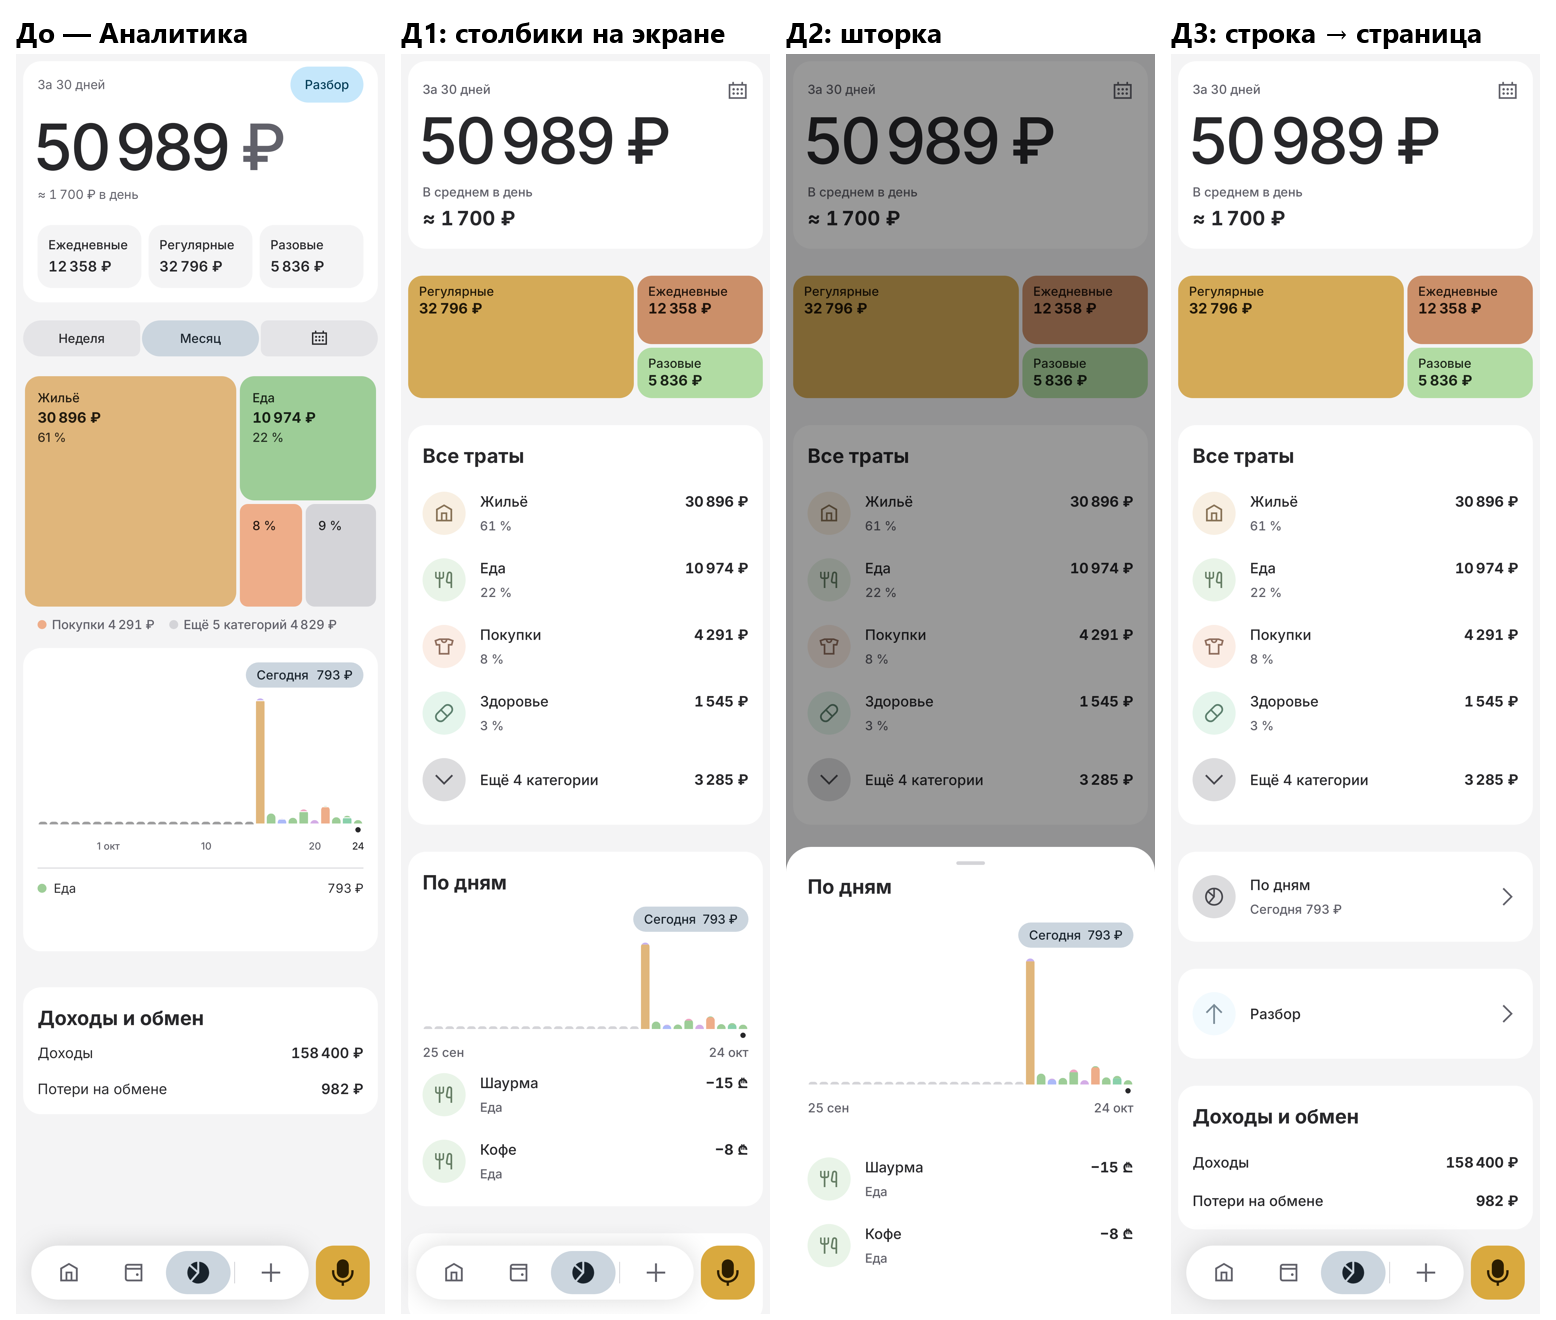 До — Аналитика
За 30 дней
Разбор
50 989 ₽
≈ 1 700 ₽ в день
Ежедневные
12 358 ₽
Регулярные
32 796 ₽
Разовые
5 836 ₽
Неделя
Месяц
Жильё
30 896 ₽
61 %
Еда
10 974 ₽
22 %
8 %
9 %
Покупки 4 291 ₽
Ещё 5 категорий 4 829 ₽
Сегодня 793 ₽
1 окт
10
20
24
Еда
793 ₽
Доходы и обмен
Доходы
158 400 ₽
Потери на обмене
982 ₽
Д1: столбики на экране
За 30 дней
50 989 ₽
В среднем в день
≈ 1 700 ₽
Регулярные
32 796 ₽
Ежедневные
12 358 ₽
Разовые
5 836 ₽
Все траты
Жильё
30 896 ₽
61 %
Еда
10 974 ₽
22 %
Покупки
4 291 ₽
8 %
Здоровье
1 545 ₽
3 %
Ещё 4 категории
3 285 ₽
По дням
Сегодня 793 ₽
25 сен
24 окт
Шаурма
−15 ₾
Еда
Кофе
−8 ₾
Еда
Д2: шторка
За 30 дней
50 989 ₽
В среднем в день
≈ 1 700 ₽
Регулярные
32 796 ₽
Ежедневные
12 358 ₽
Разовые
5 836 ₽
Все траты
Жильё
30 896 ₽
61 %
Еда
10 974 ₽
22 %
Покупки
4 291 ₽
8 %
Здоровье
1 545 ₽
3 %
Ещё 4 категории
3 285 ₽
По дням
Сегодня 793 ₽
25 сен
24 окт
Шаурма
−15 ₾
Еда
Кофе
−8 ₾
Еда
Д3: строка → страница
За 30 дней
50 989 ₽
В среднем в день
≈ 1 700 ₽
Регулярные
32 796 ₽
Ежедневные
12 358 ₽
Разовые
5 836 ₽
Все траты
Жильё
30 896 ₽
61 %
Еда
10 974 ₽
22 %
Покупки
4 291 ₽
8 %
Здоровье
1 545 ₽
3 %
Ещё 4 категории
3 285 ₽
По дням
Сегодня 793 ₽
Разбор
Доходы и обмен
Доходы
158 400 ₽
Потери на обмене
982 ₽